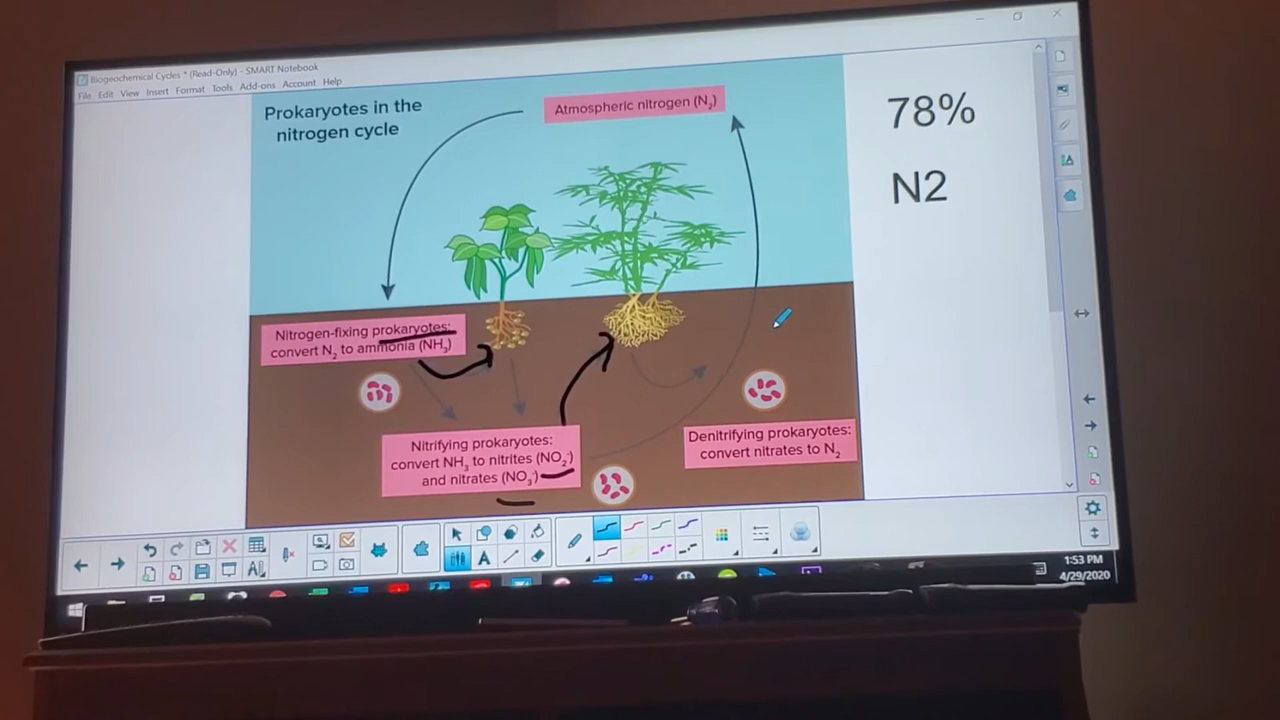 Biogeochemical Cycles * (Read-Only) - SMART Notebook
File Edit View Insert Format Tools Add-ons Account Help
Prokaryotes in the
nitrogen cycle
Atmospheric nitrogen (N₂)
78%
N2
Nitrogen-fixing prokaryotes:
convert N₂ to ammonia (NH₃)
Nitrifying prokaryotes:
convert NH₃ to nitrites (NO₂⁻)
and nitrates (NO₃⁻)
Denitrifying prokaryotes:
convert nitrates to N₂
1:53 PM
4/29/2020